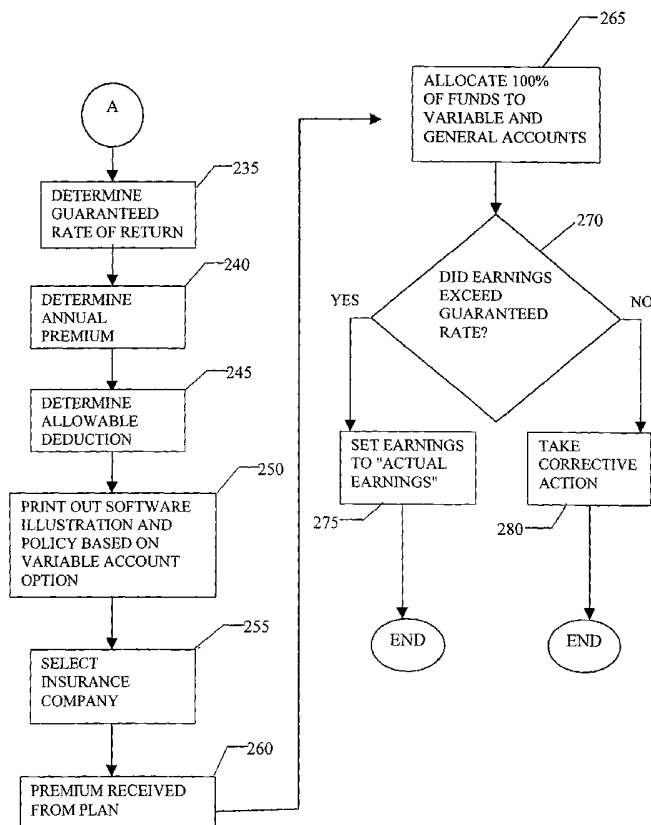 A
235
DETERMINE
GUARANTEED
RATE OF RETURN
240
DETERMINE
ANNUAL
PREMIUM
245
DETERMINE
ALLOWABLE
DEDUCTION
250
PRINT OUT SOFTWARE
ILLUSTRATION AND
POLICY BASED ON
VARIABLE ACCOUNT
OPTION
255
SELECT
INSURANCE
COMPANY
260
PREMIUM RECEIVED
FROM PLAN
265
ALLOCATE 100%
OF FUNDS TO
VARIABLE AND
GENERAL ACCOUNTS
270
DID EARNINGS
EXCEED
GUARANTEED
RATE?
YES
NO
SET EARNINGS
TO "ACTUAL
EARNINGS"
275
TAKE
CORRECTIVE
ACTION
280
END
END